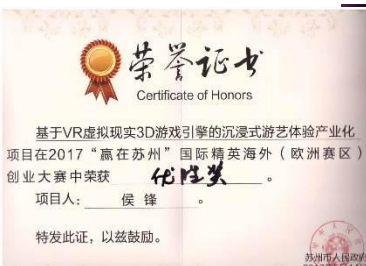 荣誉证书
Certificate of Honors
基于VR虚拟现实3D游戏引擎的沉浸式游艺体验产业化
项目在2017“赢在苏州”国际精英海外（欧洲赛区）
创业大赛中荣获 优胜奖 。
项目人： 侯 锋 。
特发此证，以兹鼓励。
苏州市人民政府